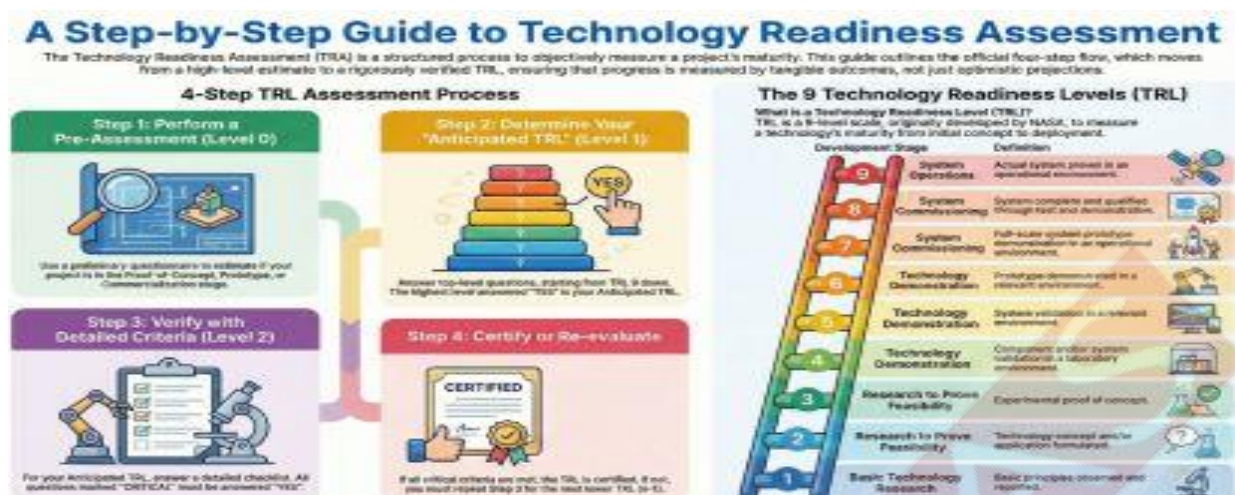 A Step-by-Step Guide to Technology Readiness Assessment
The Technology Readiness Assessment (TRA) is a structured process to objectively measure a project's maturity. This guide outlines the official four-step flow, which moves
from a high-level estimate to a rigorously verified TRL, ensuring that progress is measured by tangible outcomes, not just optimistic projections.
4-Step TRL Assessment Process
Step 1: Perform a
Pre-Assessment (Level 0)
Use a preliminary questionnaire to estimate if your
project is in the Proof-of-Concept, Prototype, or
Commercialization stage.
Step 2: Determine Your
"Anticipated TRL" (Level 1)
YES
Answer top-level questions, starting from TRL 9 down.
The highest level answered "YES" is your Anticipated TRL.
Step 3: Verify with
Detailed Criteria (Level 2)
For your Anticipated TRL, answer a detailed checklist. All
questions marked "CRITICAL" must be answered "YES".
Step 4: Certify or Re-evaluate
CERTIFIED
If all critical criteria are met, the TRL is certified. If not,
you must repeat Step 3 for the next lower TRL (n-1).
The 9 Technology Readiness Levels (TRL)
What is a Technology Readiness Level (TRL)?
TRL is a 9-level scale, originally developed by NASA, to measure
a technology's maturity from initial concept to deployment.
Development Stage Definition
9 System Operations Actual system proven in an operational environment.
8 System Commissioning System complete and qualified through test and demonstration.
7 System Commissioning Full-scale system prototype demonstration in an operational environment.
6 Technology Demonstration Prototype demonstrated in a relevant environment.
5 Technology Demonstration System validation in a relevant environment.
4 Technology Demonstration Component and/or system validation in a laboratory environment.
3 Research to Prove Feasibility Experimental proof of concept.
2 Research to Prove Feasibility Technology concept and/or application formulated.
1 Basic Technology Research Basic principles observed and reported.